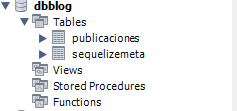 dbblog
Tables
publicaciones
sequelizemeta
Views
Stored Procedures
Functions